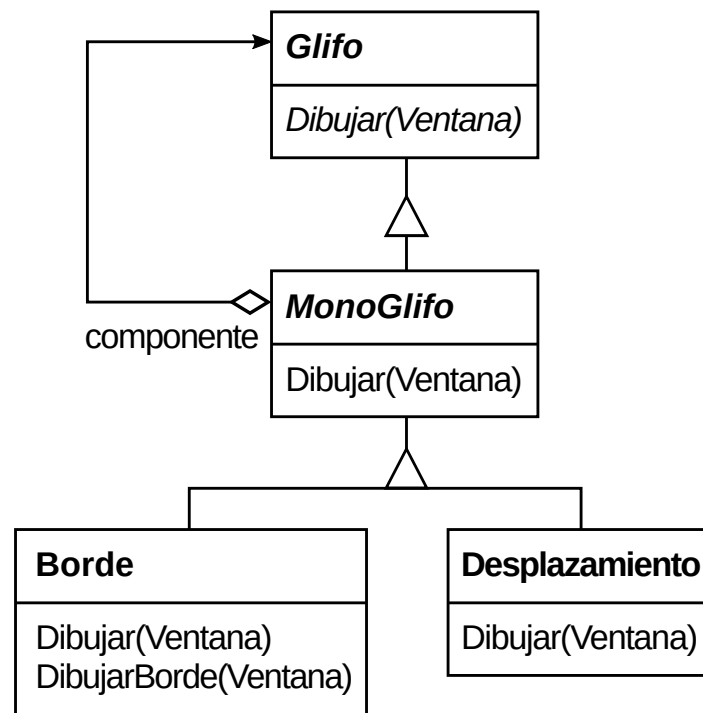 Glifo
Dibujar(Ventana)
componente
MonoGlifo
Dibujar(Ventana)
Borde
Dibujar(Ventana)
DibujarBorde(Ventana)
Desplazamiento
Dibujar(Ventana)